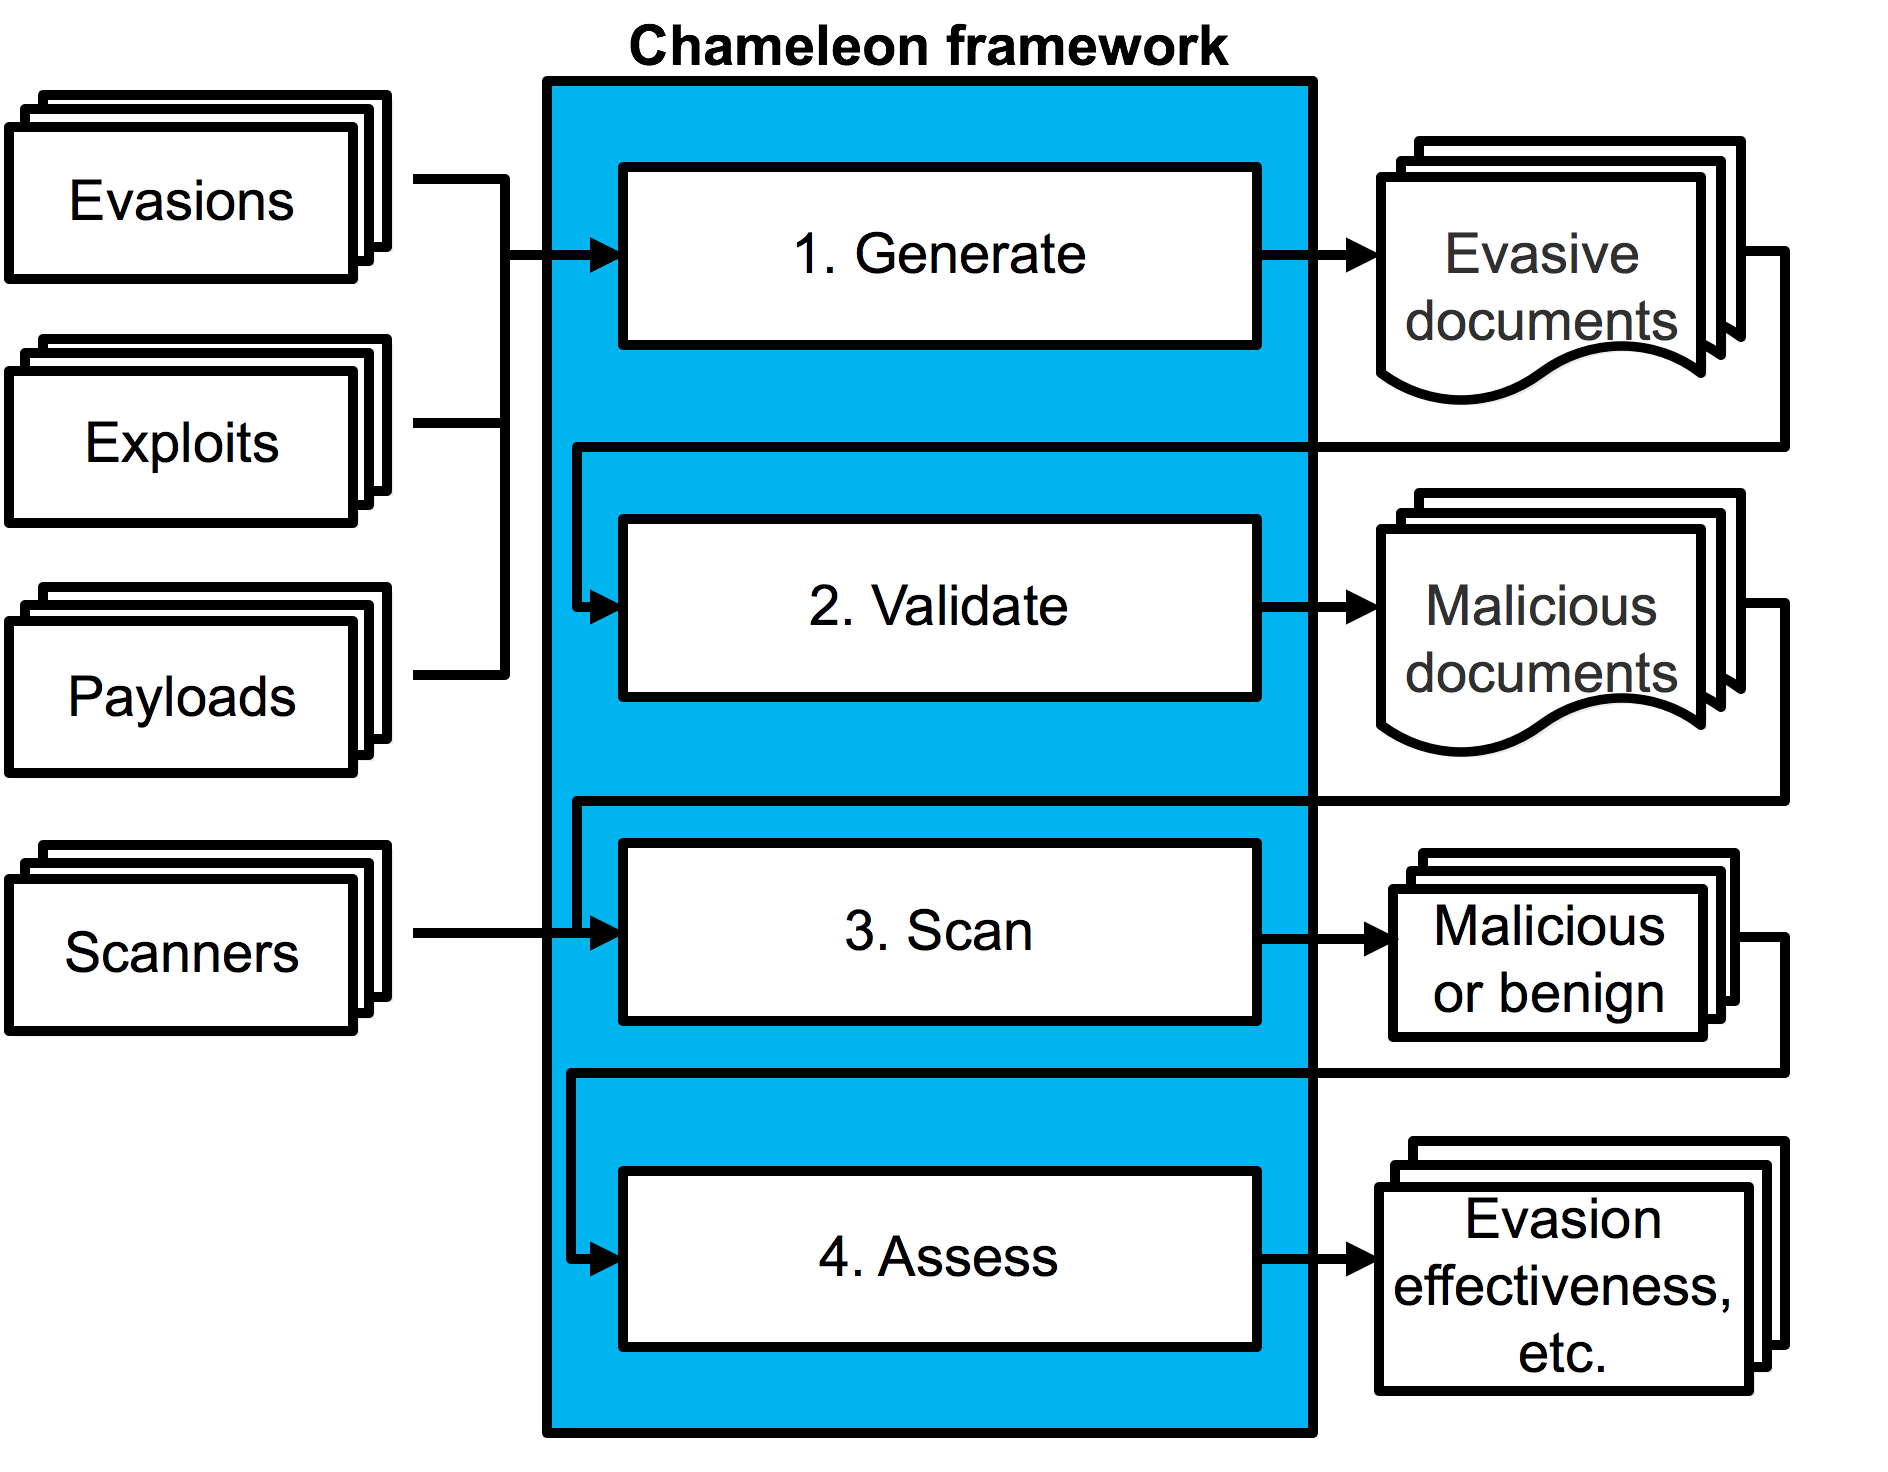 Chameleon framework
Evasions
1. Generate
Evasive
documents
Exploits
2. Validate
Malicious
documents
Payloads
Scanners
3. Scan
Malicious
or benign
4. Assess
Evasion
effectiveness,
etc.